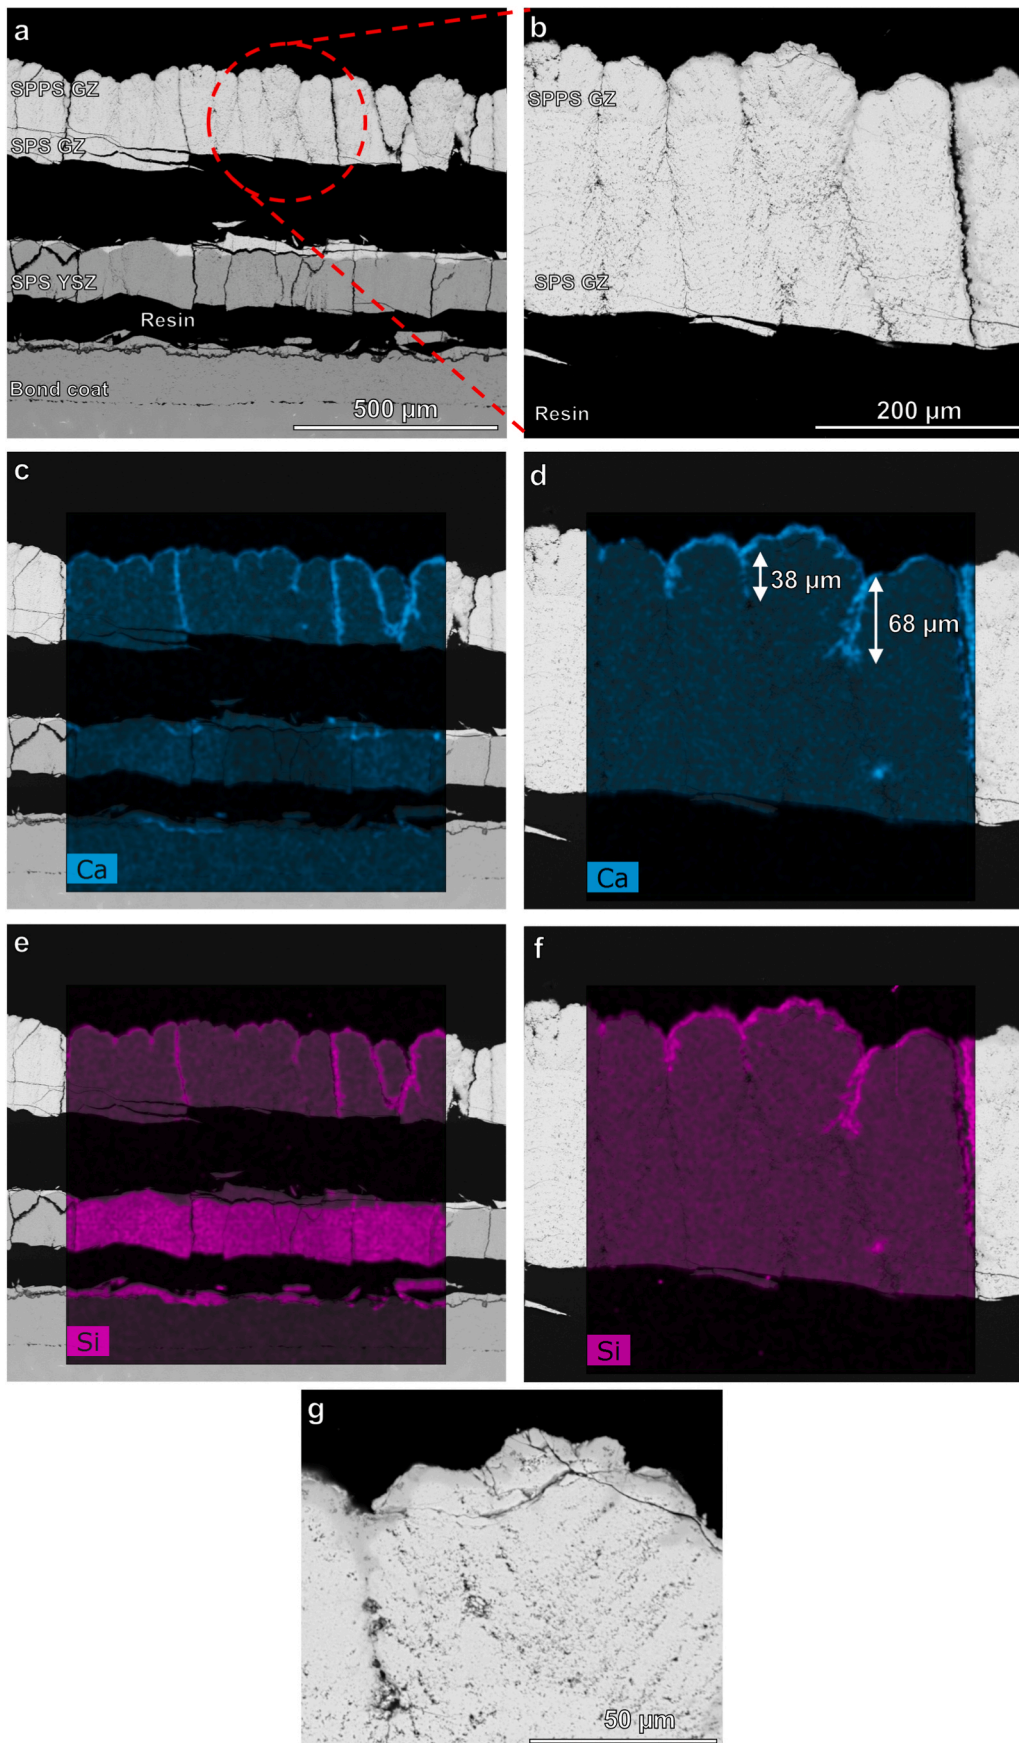 a
SPPS GZ
SPS GZ
SPS YSZ
Resin
Bond coat
500 µm
b
SPPS GZ
SPS GZ
Resin
200 µm
c
Ca
d
38 µm
68 µm
Ca
e
Si
f
Si
g
50 µm